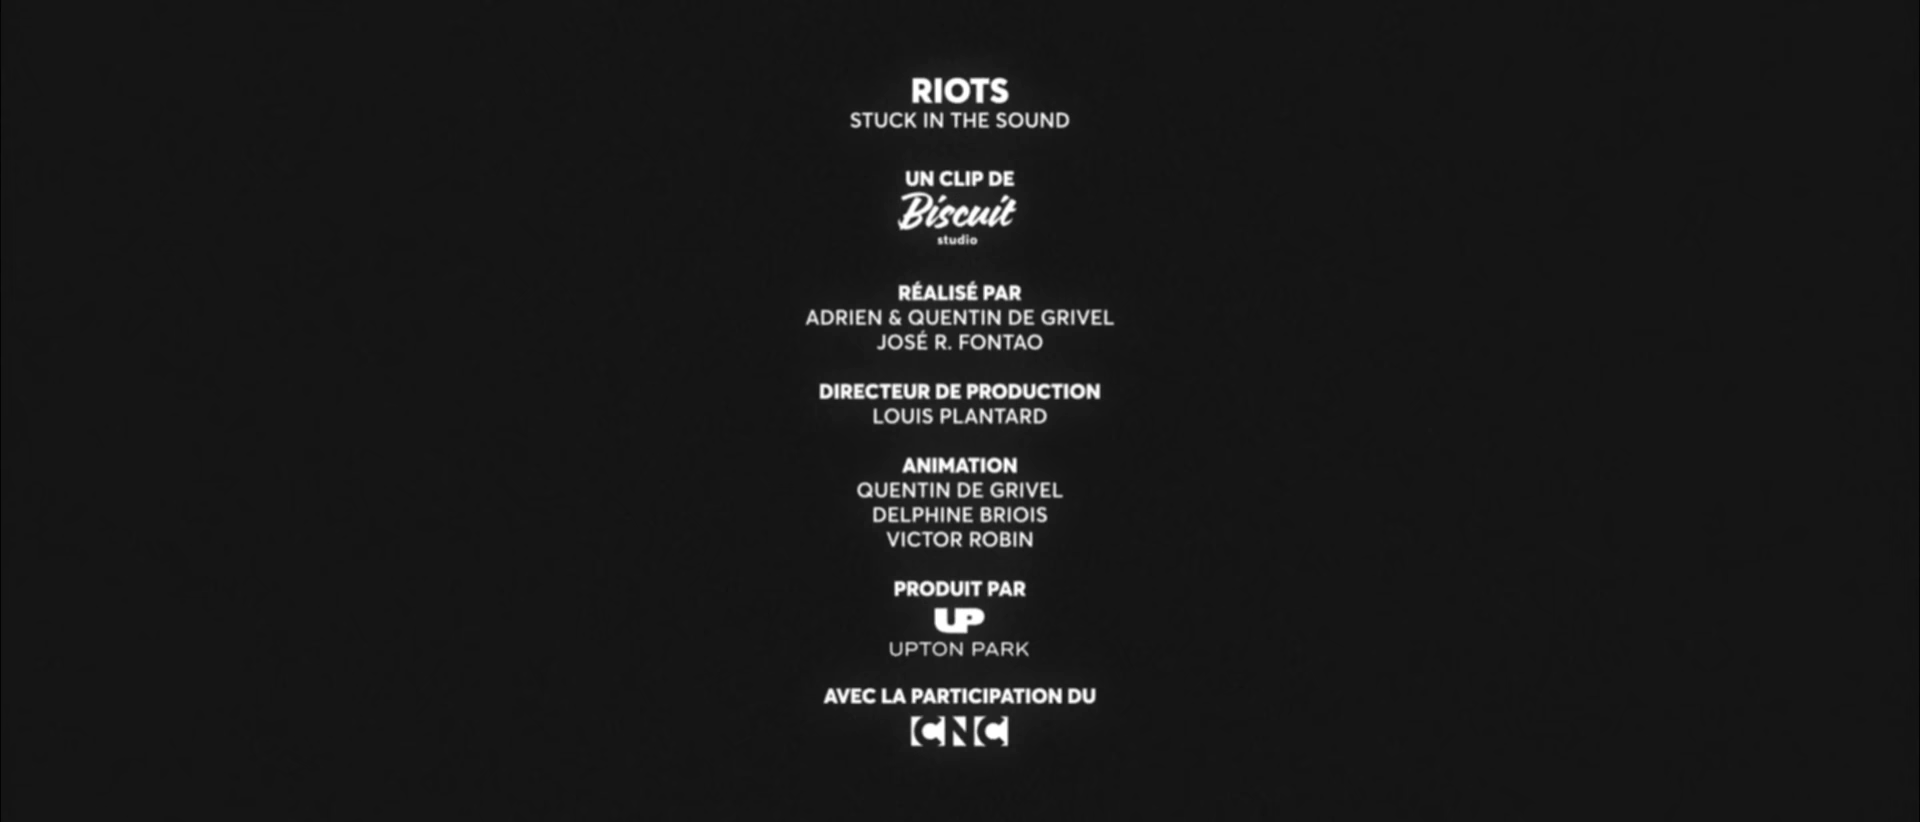 RIOTS
STUCK IN THE SOUND
UN CLIP DE
Biscuit
studio
RÉALISÉ PAR
ADRIEN & QUENTIN DE GRIVEL
JOSÉ R. FONTAO
DIRECTEUR DE PRODUCTION
LOUIS PLANTARD
ANIMATION
QUENTIN DE GRIVEL
DELPHINE BRIOIS
VICTOR ROBIN
PRODUIT PAR
UP
UPTON PARK
AVEC LA PARTICIPATION DU
CNC